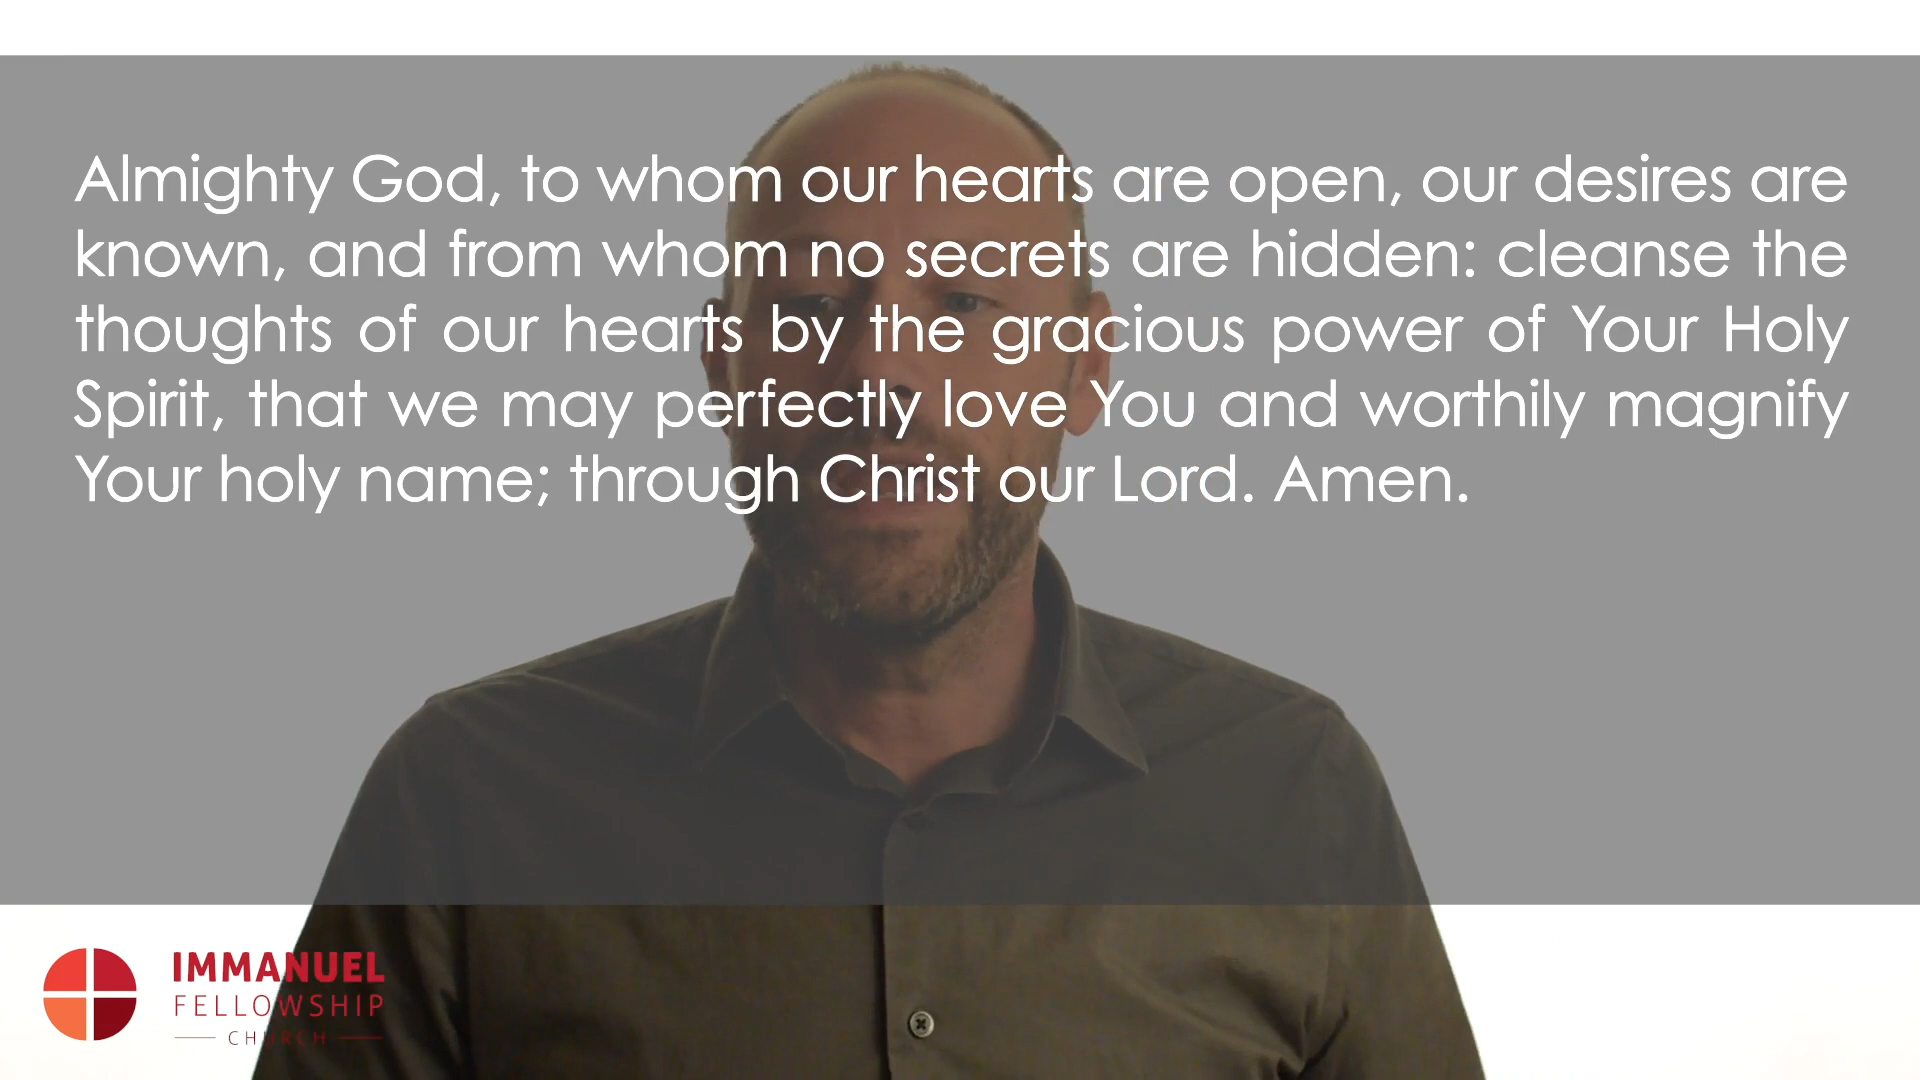 Almighty God, to whom our hearts are open, our desires are
known, and from whom no secrets are hidden: cleanse the
thoughts of our hearts by the gracious power of Your Holy
Spirit, that we may perfectly love You and worthily magnify
Your holy name; through Christ our Lord. Amen.
IMMANUEL
FELLOWSHIP
CHURCH